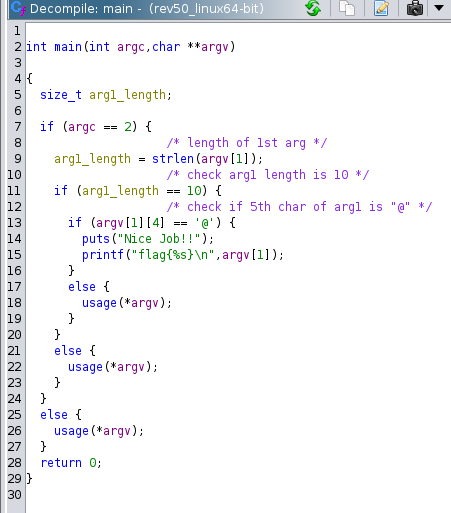 Decompile: main - (rev50_linux64-bit)
1
2 int main(int argc,char **argv)
3
4 {
5 size_t arg1_length;
6
7 if (argc == 2) {
8 /* length of 1st arg */
9 arg1_length = strlen(argv[1]);
10 /* check arg1 length is 10 */
11 if (arg1_length == 10) {
12 /* check if 5th char of arg1 is "@" */
13 if (argv[1][4] == '@') {
14 puts("Nice Job!!");
15 printf("flag{%s}\n",argv[1]);
16 }
17 else {
18 usage(*argv);
19 }
20 }
21 else {
22 usage(*argv);
23 }
24 }
25 else {
26 usage(*argv);
27 }
28 return 0;
29 }
30